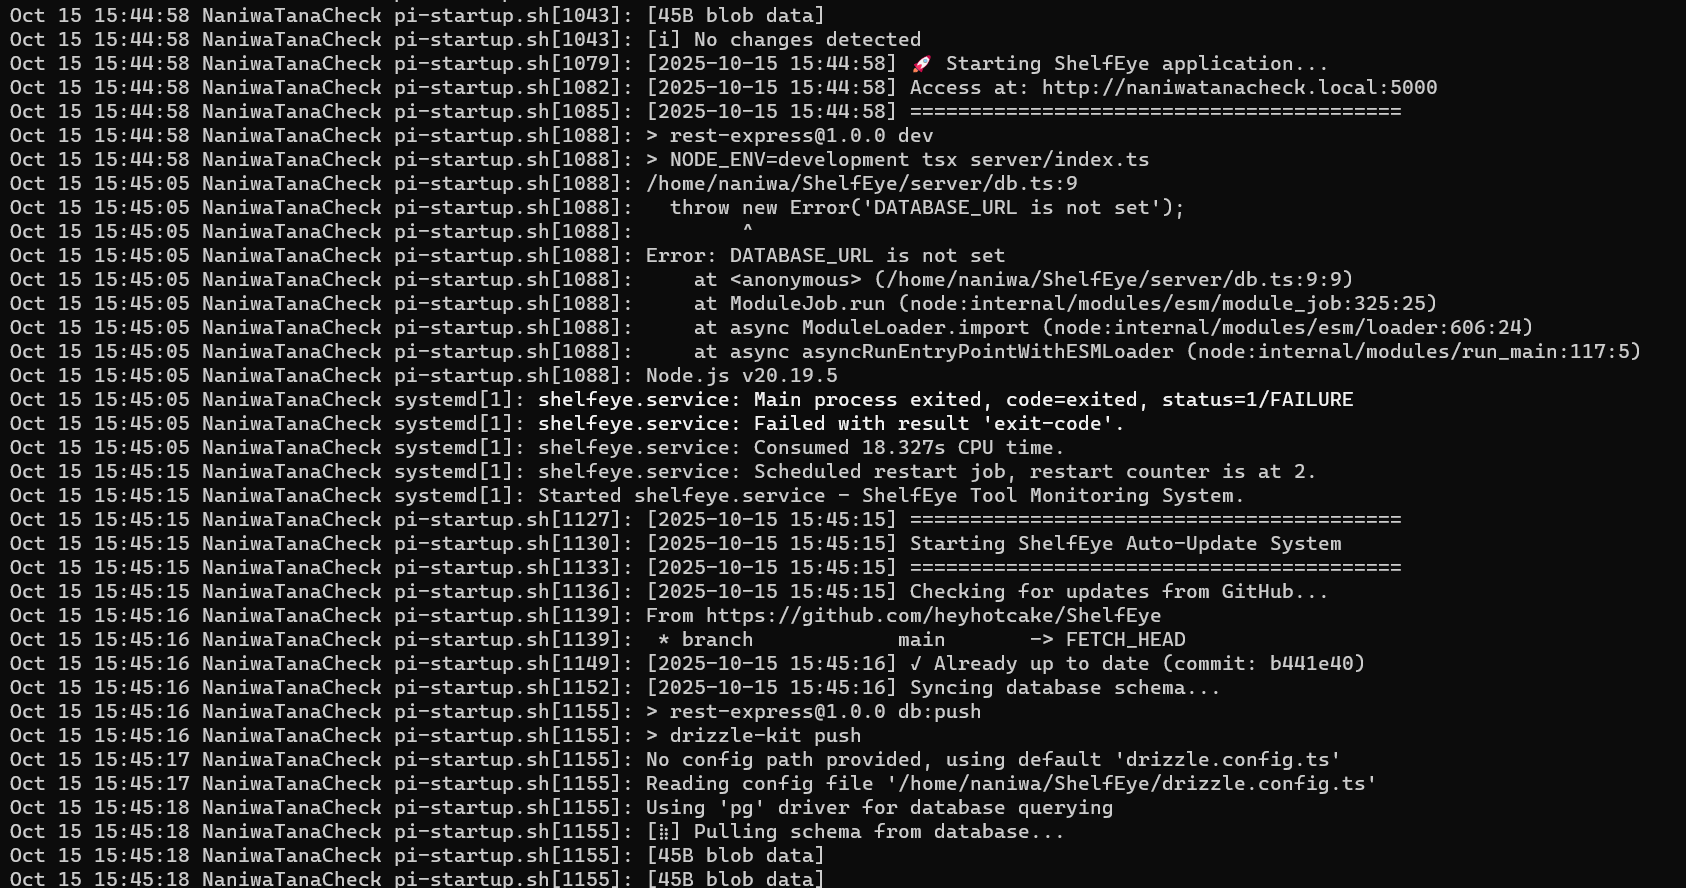 Oct 15 15:44:58 NaniwaTanaCheck pi-startup.sh[1043]: [45B blob data]
Oct 15 15:44:58 NaniwaTanaCheck pi-startup.sh[1043]: [i] No changes detected
Oct 15 15:44:58 NaniwaTanaCheck pi-startup.sh[1079]: [2025-10-15 15:44:58] 🚀 Starting ShelfEye application...
Oct 15 15:44:58 NaniwaTanaCheck pi-startup.sh[1082]: [2025-10-15 15:44:58] Access at: http://naniwatanacheck.local:5000
Oct 15 15:44:58 NaniwaTanaCheck pi-startup.sh[1085]: [2025-10-15 15:44:58] =========================================
Oct 15 15:44:58 NaniwaTanaCheck pi-startup.sh[1088]: > rest-express@1.0.0 dev
Oct 15 15:44:58 NaniwaTanaCheck pi-startup.sh[1088]: > NODE_ENV=development tsx server/index.ts
Oct 15 15:45:05 NaniwaTanaCheck pi-startup.sh[1088]: /home/naniwa/ShelfEye/server/db.ts:9
Oct 15 15:45:05 NaniwaTanaCheck pi-startup.sh[1088]:   throw new Error('DATABASE_URL is not set');
Oct 15 15:45:05 NaniwaTanaCheck pi-startup.sh[1088]:         ^
Oct 15 15:45:05 NaniwaTanaCheck pi-startup.sh[1088]: Error: DATABASE_URL is not set
Oct 15 15:45:05 NaniwaTanaCheck pi-startup.sh[1088]:     at <anonymous> (/home/naniwa/ShelfEye/server/db.ts:9:9)
Oct 15 15:45:05 NaniwaTanaCheck pi-startup.sh[1088]:     at ModuleJob.run (node:internal/modules/esm/module_job:325:25)
Oct 15 15:45:05 NaniwaTanaCheck pi-startup.sh[1088]:     at async ModuleLoader.import (node:internal/modules/esm/loader:606:24)
Oct 15 15:45:05 NaniwaTanaCheck pi-startup.sh[1088]:     at async asyncRunEntryPointWithESMLoader (node:internal/modules/run_main:117:5)
Oct 15 15:45:05 NaniwaTanaCheck pi-startup.sh[1088]: Node.js v20.19.5
Oct 15 15:45:05 NaniwaTanaCheck systemd[1]: shelfeye.service: Main process exited, code=exited, status=1/FAILURE
Oct 15 15:45:05 NaniwaTanaCheck systemd[1]: shelfeye.service: Failed with result 'exit-code'.
Oct 15 15:45:05 NaniwaTanaCheck systemd[1]: shelfeye.service: Consumed 18.327s CPU time.
Oct 15 15:45:15 NaniwaTanaCheck systemd[1]: shelfeye.service: Scheduled restart job, restart counter is at 2.
Oct 15 15:45:15 NaniwaTanaCheck systemd[1]: Started shelfeye.service - ShelfEye Tool Monitoring System.
Oct 15 15:45:15 NaniwaTanaCheck pi-startup.sh[1127]: [2025-10-15 15:45:15] =========================================
Oct 15 15:45:15 NaniwaTanaCheck pi-startup.sh[1130]: [2025-10-15 15:45:15] Starting ShelfEye Auto-Update System
Oct 15 15:45:15 NaniwaTanaCheck pi-startup.sh[1133]: [2025-10-15 15:45:15] =========================================
Oct 15 15:45:15 NaniwaTanaCheck pi-startup.sh[1136]: [2025-10-15 15:45:15] Checking for updates from GitHub...
Oct 15 15:45:16 NaniwaTanaCheck pi-startup.sh[1139]: From https://github.com/heyhotcake/ShelfEye
Oct 15 15:45:16 NaniwaTanaCheck pi-startup.sh[1139]:  * branch            main       -> FETCH_HEAD
Oct 15 15:45:16 NaniwaTanaCheck pi-startup.sh[1149]: [2025-10-15 15:45:16] ✓ Already up to date (commit: b441e40)
Oct 15 15:45:16 NaniwaTanaCheck pi-startup.sh[1152]: [2025-10-15 15:45:16] Syncing database schema...
Oct 15 15:45:16 NaniwaTanaCheck pi-startup.sh[1155]: > rest-express@1.0.0 db:push
Oct 15 15:45:16 NaniwaTanaCheck pi-startup.sh[1155]: > drizzle-kit push
Oct 15 15:45:17 NaniwaTanaCheck pi-startup.sh[1155]: No config path provided, using default 'drizzle.config.ts'
Oct 15 15:45:17 NaniwaTanaCheck pi-startup.sh[1155]: Reading config file '/home/naniwa/ShelfEye/drizzle.config.ts'
Oct 15 15:45:18 NaniwaTanaCheck pi-startup.sh[1155]: Using 'pg' driver for database querying
Oct 15 15:45:18 NaniwaTanaCheck pi-startup.sh[1155]: [⣷] Pulling schema from database...
Oct 15 15:45:18 NaniwaTanaCheck pi-startup.sh[1155]: [45B blob data]
Oct 15 15:45:18 NaniwaTanaCheck pi-startup.sh[1155]: [45B blob data]